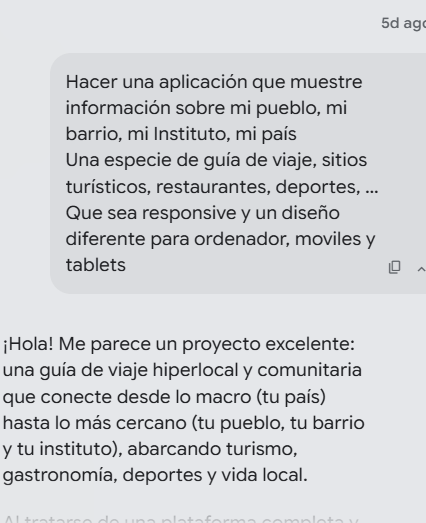 5d ago
Hacer una aplicación que muestre
información sobre mi pueblo, mi
barrio, mi Instituto, mi país
Una especie de guía de viaje, sitios
turísticos, restaurantes, deportes, ...
Que sea responsive y un diseño
diferente para ordenador, moviles y
tablets
¡Hola! Me parece un proyecto excelente:
una guía de viaje hiperlocal y comunitaria
que conecte desde lo macro (tu país)
hasta lo más cercano (tu pueblo, tu barrio
y tu instituto), abarcando turismo,
gastronomía, deportes y vida local.
Al tratarse de una plataforma completa y